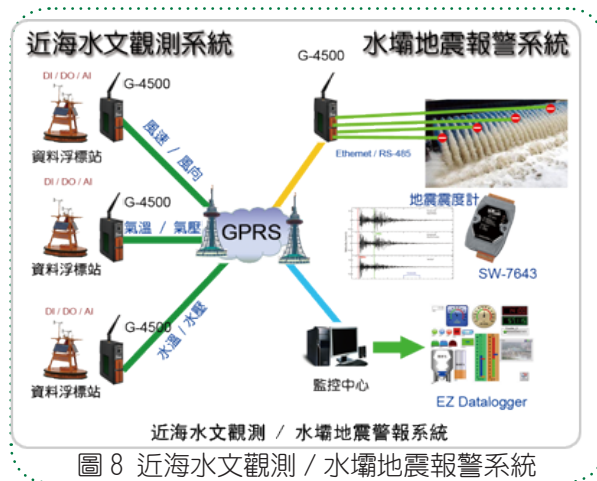 近海水文觀測系統
水壩地震報警系統
DI / DO / AI
G-4500
資料浮標站
風速 / 風向
DI / DO / AI
G-4500
資料浮標站
氣溫 / 氣壓
DI / DO / AI
G-4500
資料浮標站
水溫 / 水壓
GPRS
G-4500
Ethernet / RS-485
地震震度計
SW-7643
監控中心
EZ Datalogger
近海水文觀測 / 水壩地震警報系統
圖 8 近海水文觀測 / 水壩地震報警系統